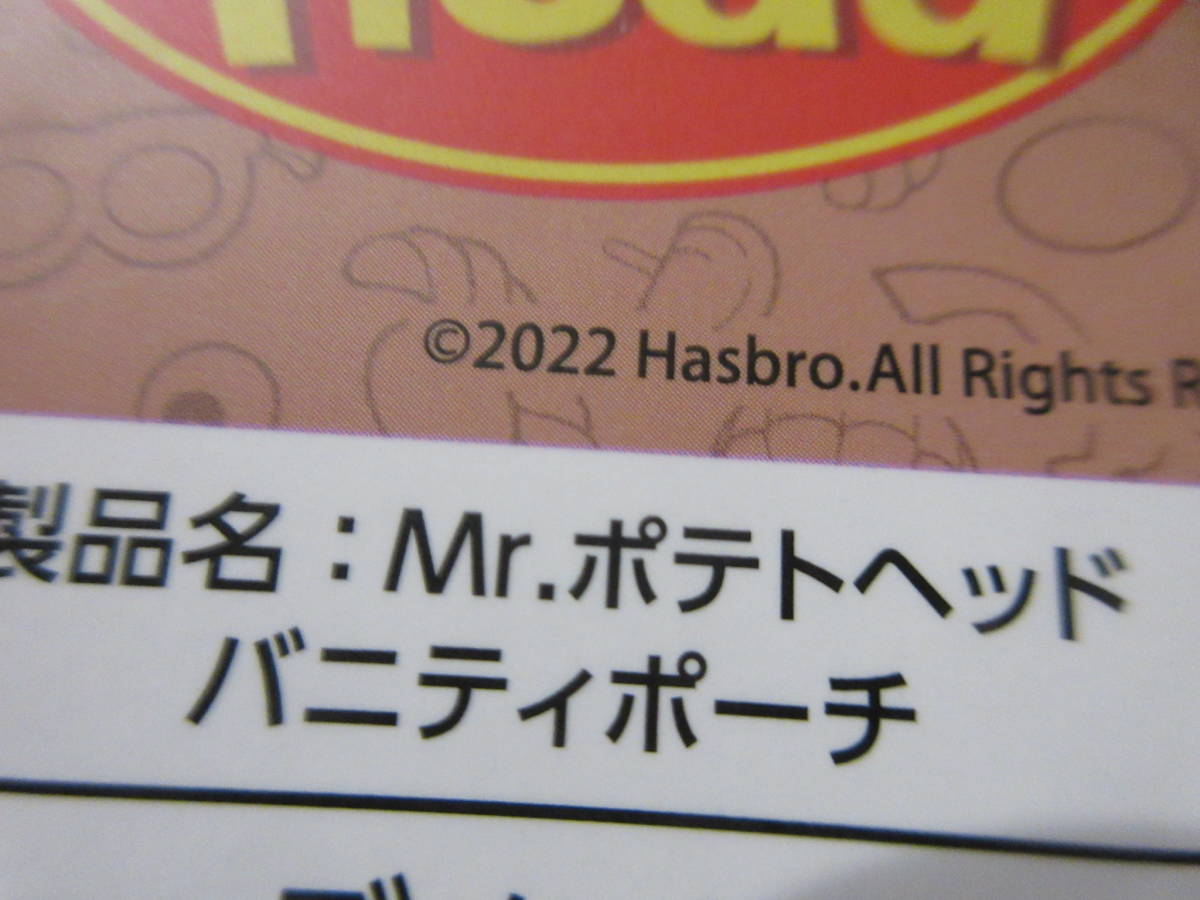 Head
©2022 Hasbro.All Rights R
製品名：Mr.ポテトヘッド
バニティポーチ